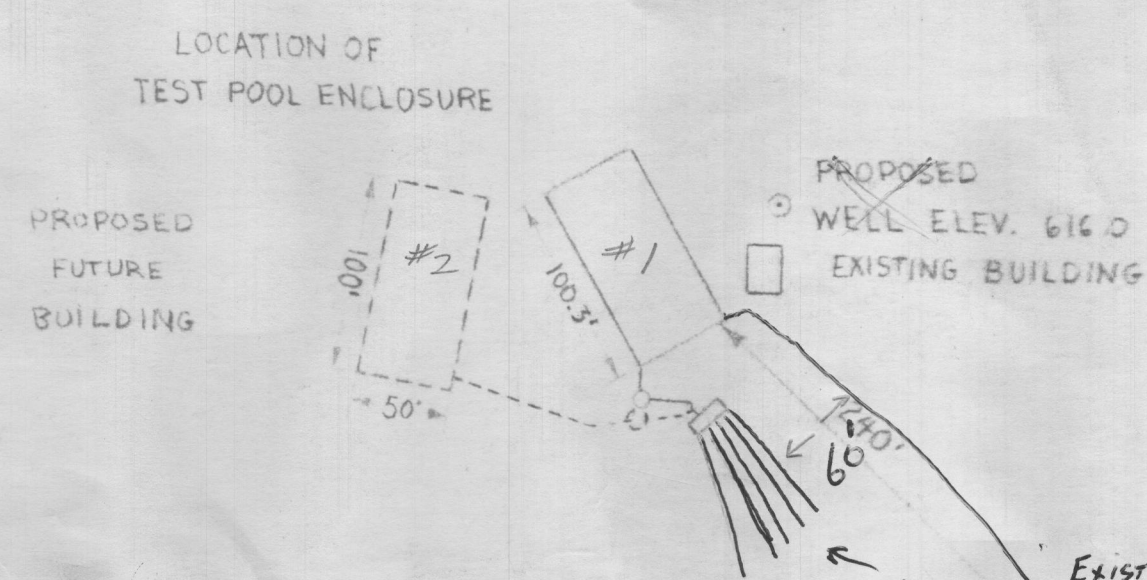 LOCATION OF
TEST POOL ENCLOSURE
PROPOSED
WELL ELEV. 616.0
EXISTING BUILDING
PROPOSED
FUTURE
BUILDING
#2
100'
50'
#1
100.3'
40'
60'
EXIST